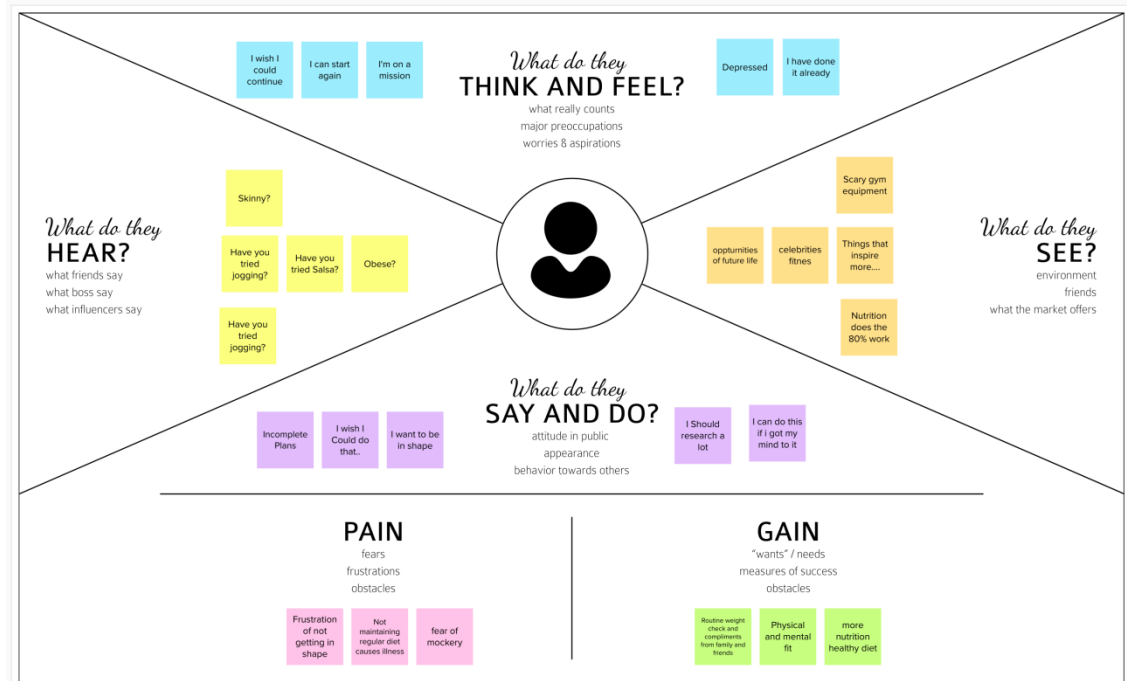 I wish I
could
continue
I can start
again
I'm on a
mission
What do they
THINK AND FEEL?
what really counts
major preoccupations
worries & aspirations
Depressed
I have done
it already
What do they
HEAR?
what friends say
what boss say
what influencers say
Skinny?
Have you
tried
jogging?
Have you
tried Salsa?
Obese?
Have you
tried
jogging?
Scary gym
equipment
oppturnities
of future life
celebrities
fitnes
Things that
inspire
more....
Nutrition
does the
80% work
What do they
SEE?
environment
friends
what the market offers
What do they
SAY AND DO?
attitude in public
appearance
behavior towards others
Incomplete
Plans
I wish I
Could do
that..
I want to be
in shape
I Should
research a
lot
I can do this
if i got my
mind to it
PAIN
fears
frustrations
obstacles
Frustration
of not
getting in
shape
Not
maintaining
regular diet
causes illness
fear of
mockery
GAIN
"wants" / needs
measures of success
obstacles
Routine weight
check and
compliments
from family and
friends
Physical
and mental
fit
more
nutrition
healthy diet